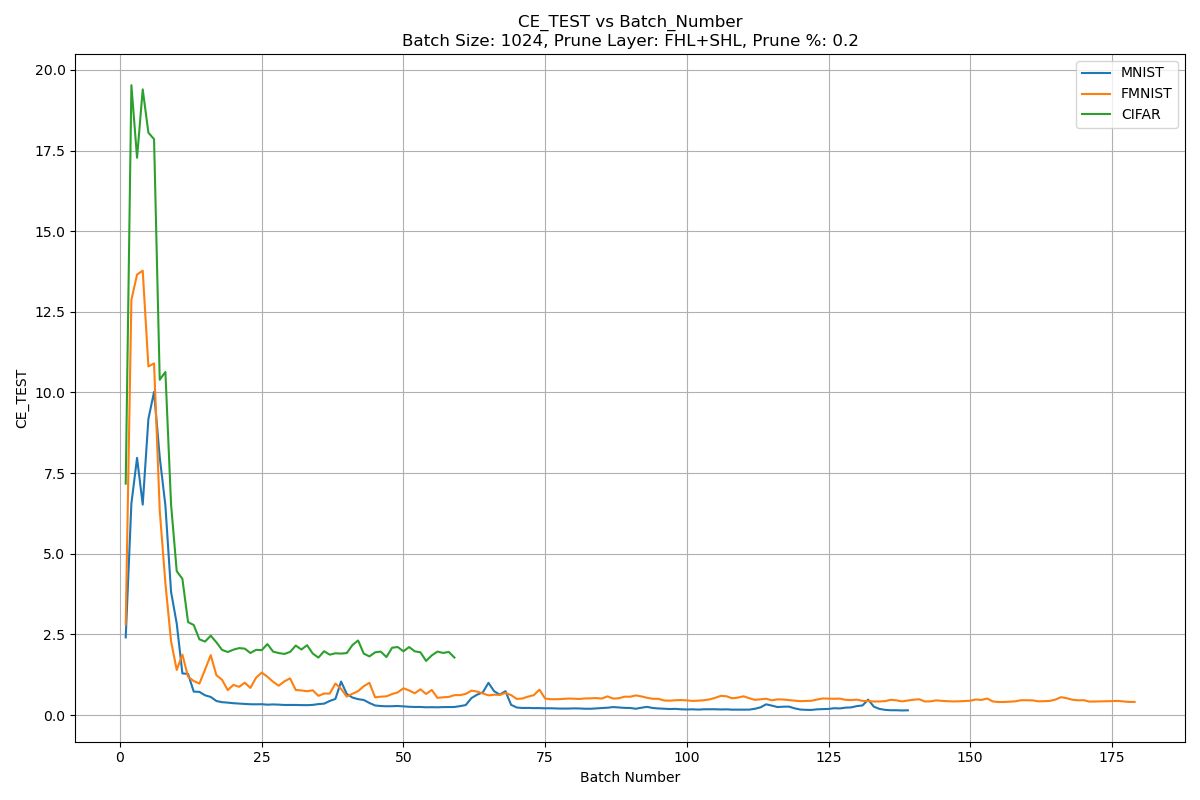 CE_TEST vs Batch_Number
Batch Size: 1024, Prune Layer: FHL+SHL, Prune %: 0.2
MNIST
FMNIST
CIFAR
20.0
17.5
15.0
12.5
10.0
7.5
5.0
2.5
0.0
CE_TEST
0 25 50 75 100 125 150 175
Batch Number